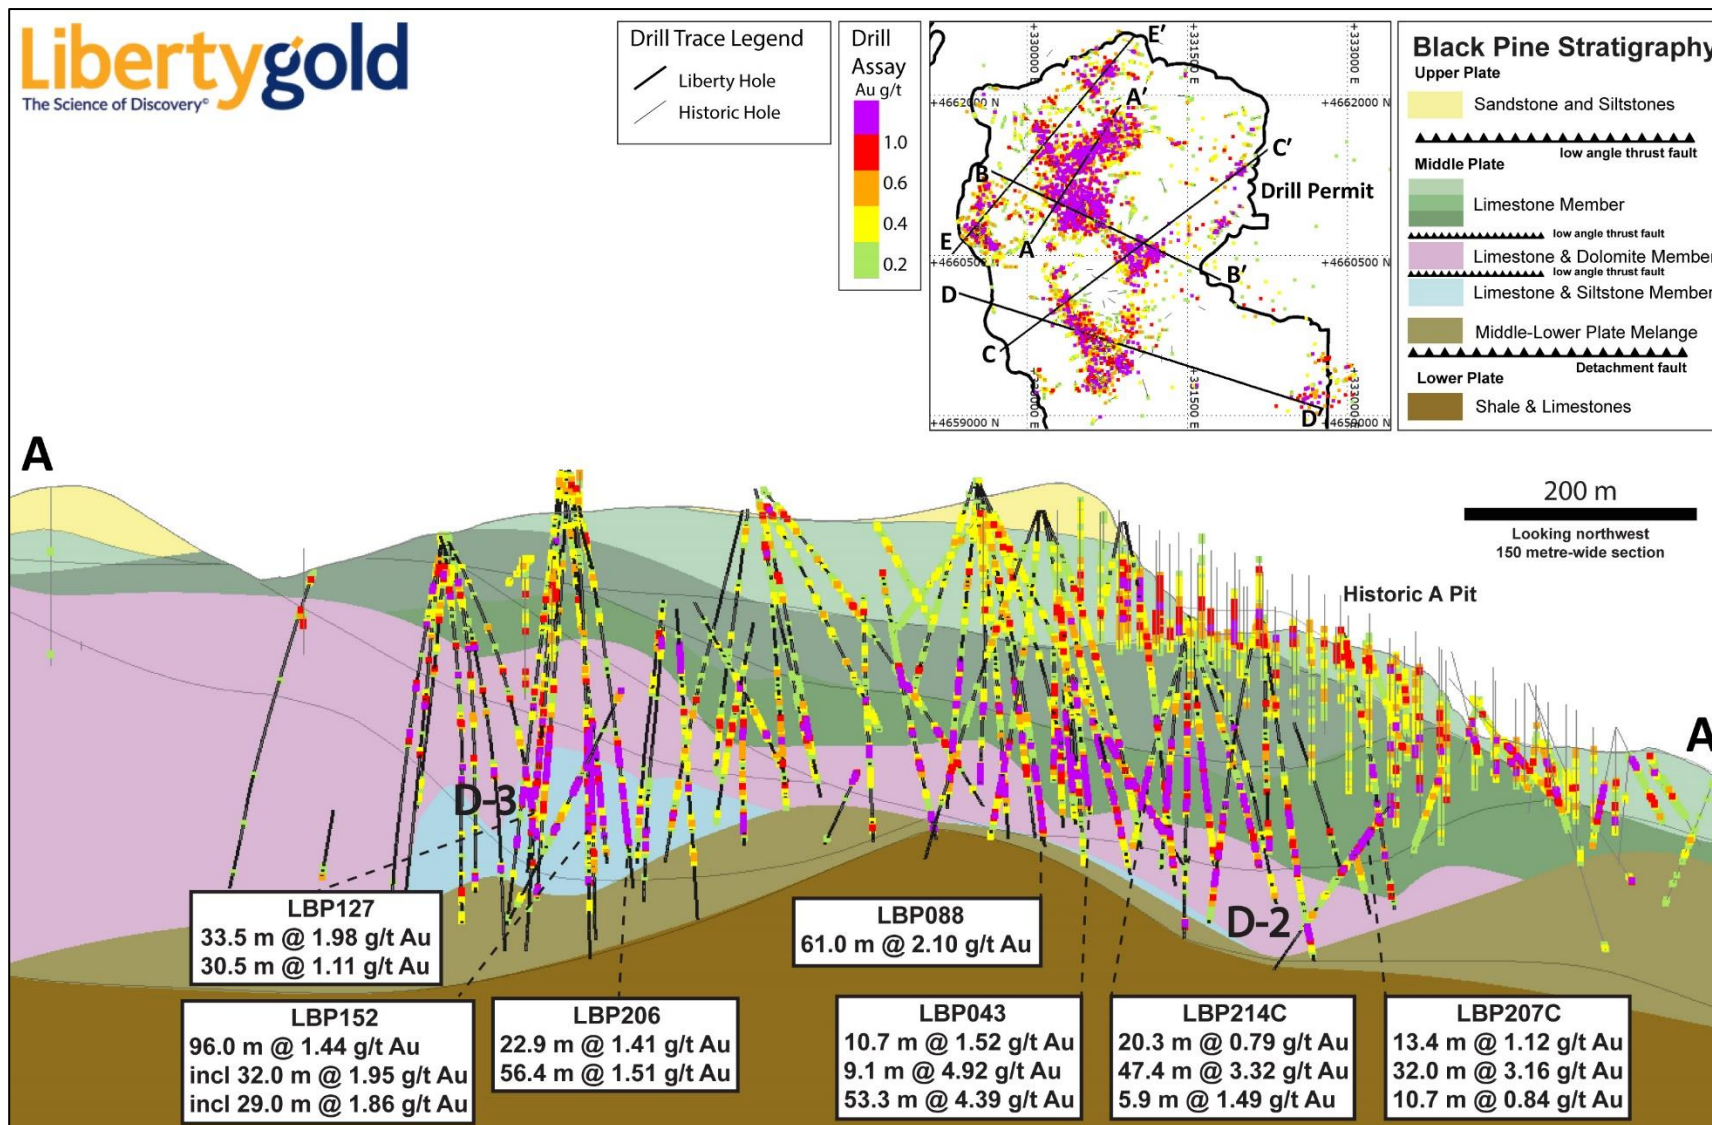 Libertygold
The Science of Discovery©
Drill Trace Legend
Liberty Hole
Historic Hole
Drill
Assay
Au g/t
1.0
0.6
0.4
0.2
+330000 E
+331500 E
+333000 E
E'
+4662000 N
A'
+4662000 N
C'
B
Drill Permit
E
A
+4660500 N
+4660500 N
B'
D
C
+331500 E
D'
+4659000 N
+4659000 N
Black Pine Stratigraphy
Upper Plate
Sandstone and Siltstones
low angle thrust fault
Middle Plate
Limestone Member
low angle thrust fault
Limestone & Dolomite Member
low angle thrust fault
Limestone & Siltstone Member
Middle-Lower Plate Melange
Detachment fault
Lower Plate
Shale & Limestones
A
200 m
Looking northwest
150 metre-wide section
Historic A Pit
A
D-3
D-2
LBP127
33.5 m @ 1.98 g/t Au
30.5 m @ 1.11 g/t Au
LBP088
61.0 m @ 2.10 g/t Au
LBP152
96.0 m @ 1.44 g/t Au
incl 32.0 m @ 1.95 g/t Au
incl 29.0 m @ 1.86 g/t Au
LBP206
22.9 m @ 1.41 g/t Au
56.4 m @ 1.51 g/t Au
LBP043
10.7 m @ 1.52 g/t Au
9.1 m @ 4.92 g/t Au
53.3 m @ 4.39 g/t Au
LBP214C
20.3 m @ 0.79 g/t Au
47.4 m @ 3.32 g/t Au
5.9 m @ 1.49 g/t Au
LBP207C
13.4 m @ 1.12 g/t Au
32.0 m @ 3.16 g/t Au
10.7 m @ 0.84 g/t Au